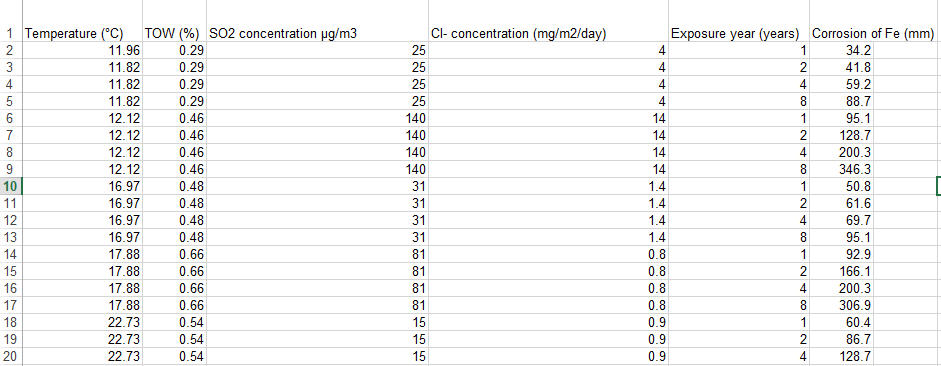 1 Temperature (°C) TOW (%) SO2 concentration µg/m3 Cl- concentration (mg/m2/day) Exposure year (years) Corrosion of Fe (mm)
2 11.96 0.29 25 4 1 34.2
3 11.82 0.29 25 4 2 41.8
4 11.82 0.29 25 4 4 59.2
5 11.82 0.29 25 4 8 88.7
6 12.12 0.46 140 14 1 95.1
7 12.12 0.46 140 14 2 128.7
8 12.12 0.46 140 14 4 200.3
9 12.12 0.46 140 14 8 346.3
10 16.97 0.48 31 1.4 1 50.8
11 16.97 0.48 31 1.4 2 61.6
12 16.97 0.48 31 1.4 4 69.7
13 16.97 0.48 31 1.4 8 95.1
14 17.88 0.66 81 0.8 1 92.9
15 17.88 0.66 81 0.8 2 166.1
16 17.88 0.66 81 0.8 4 200.3
17 17.88 0.66 81 0.8 8 306.9
18 22.73 0.54 15 0.9 1 60.4
19 22.73 0.54 15 0.9 2 86.7
20 22.73 0.54 15 0.9 4 128.7